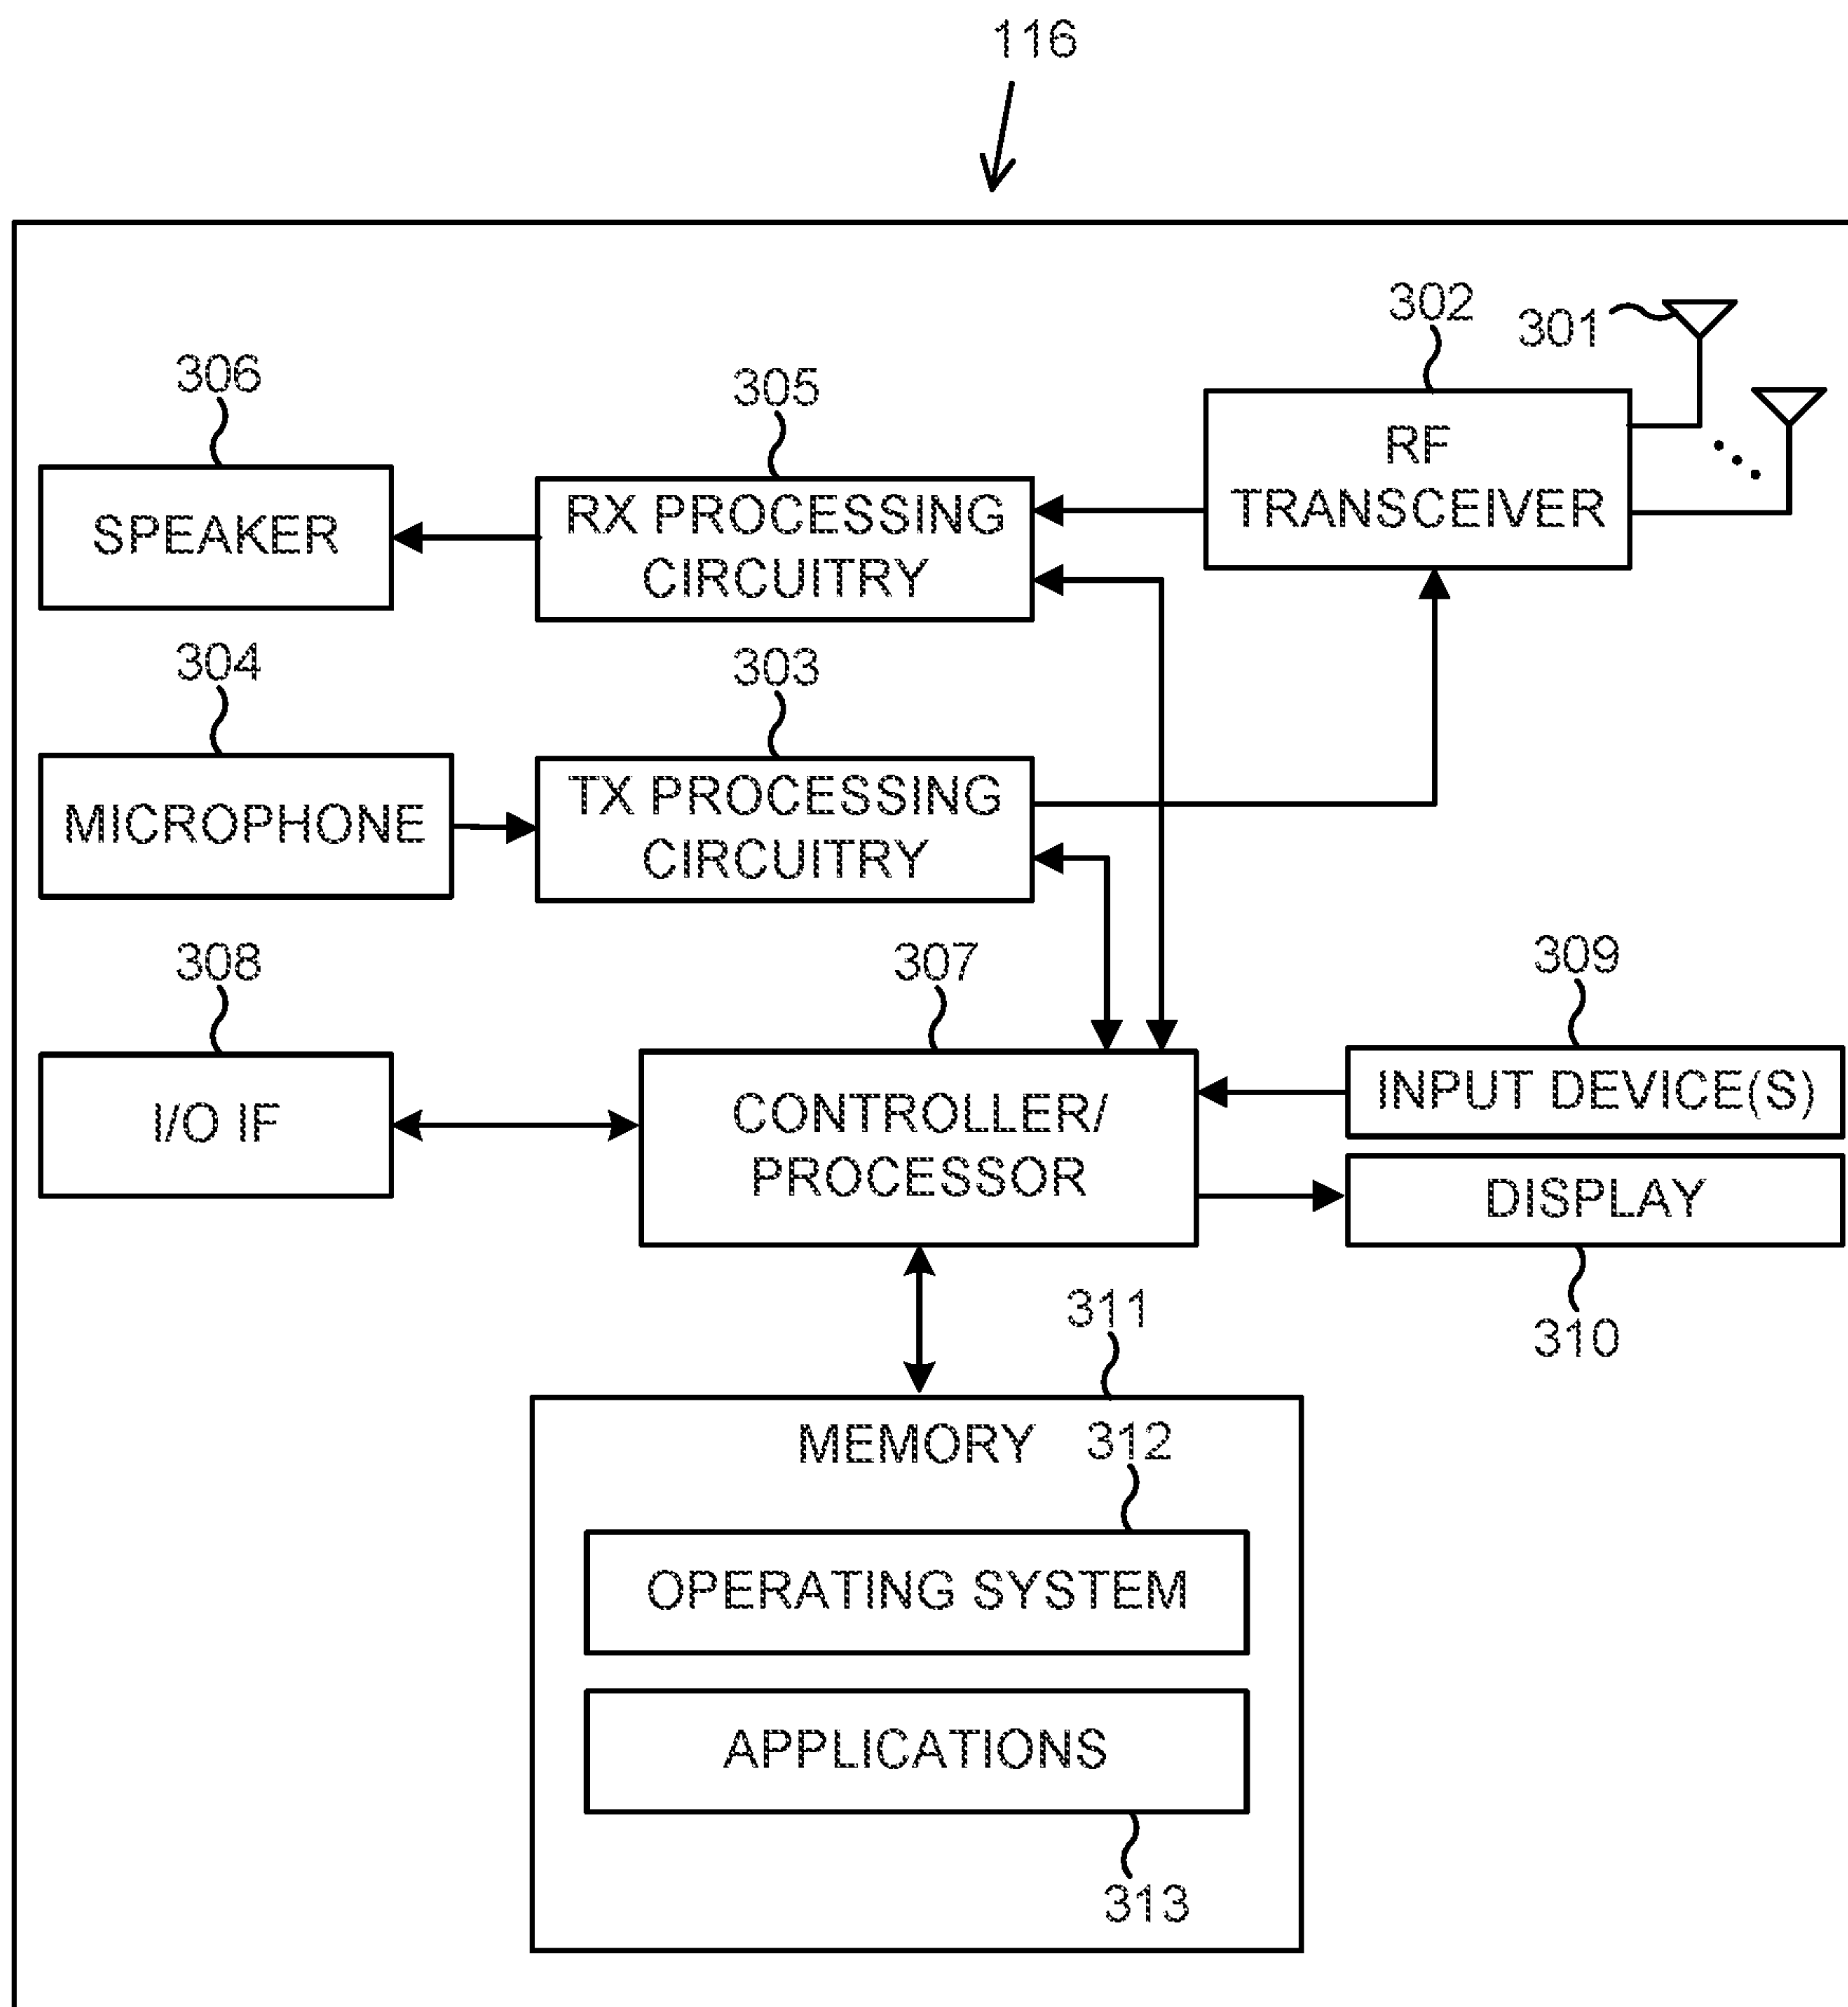 116
302
301
306
305
RF
TRANSCEIVER
SPEAKER
RX PROCESSING
CIRCUITRY
304
303
MICROPHONE
TX PROCESSING
CIRCUITRY
308
307
309
I/O IF
CONTROLLER/
PROCESSOR
INPUT DEVICE(S)
DISPLAY
310
311
MEMORY
312
OPERATING SYSTEM
APPLICATIONS
313